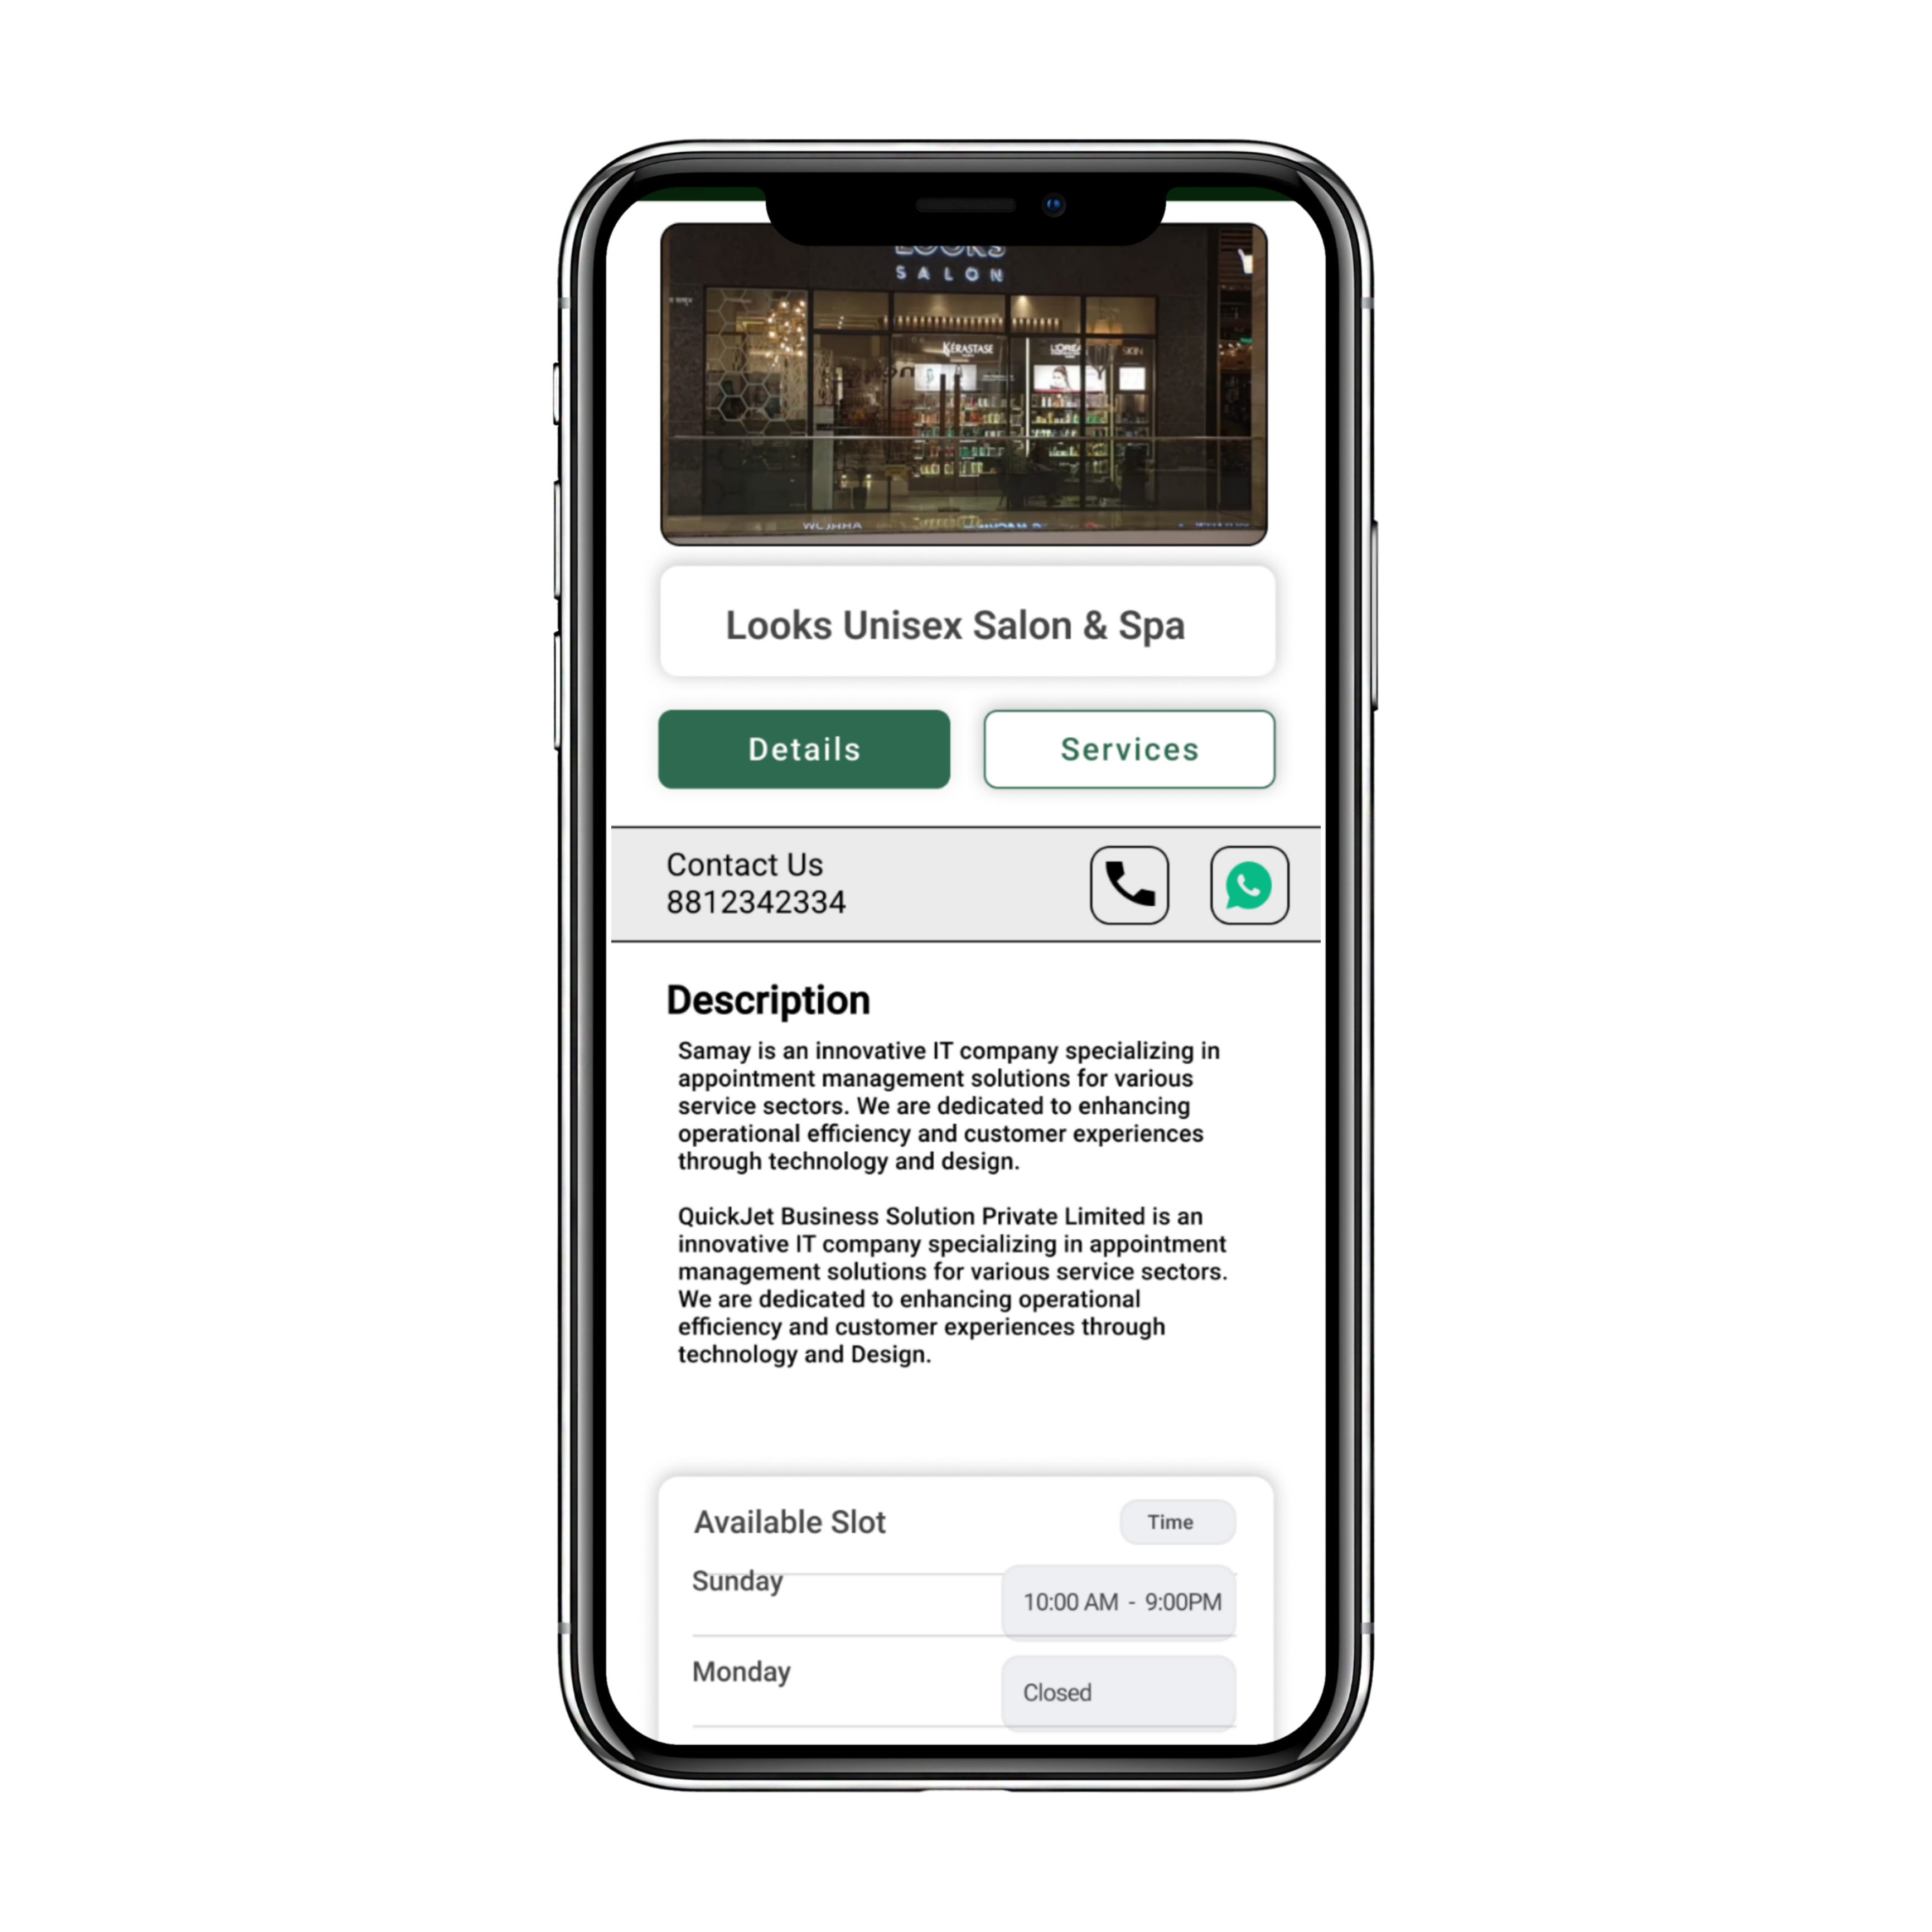 LOOKS
SALON
KÉRASTASE
SKIN
Looks Unisex Salon & Spa
Details
Services
Contact Us
8812342334
Description
Samay is an innovative IT company specializing in
appointment management solutions for various
service sectors. We are dedicated to enhancing
operational efficiency and customer experiences
through technology and design.
QuickJet Business Solution Private Limited is an
innovative IT company specializing in appointment
management solutions for various service sectors.
We are dedicated to enhancing operational
efficiency and customer experiences through
technology and Design.
Available Slot
Time
Sunday
10:00 AM - 9:00PM
Monday
Closed